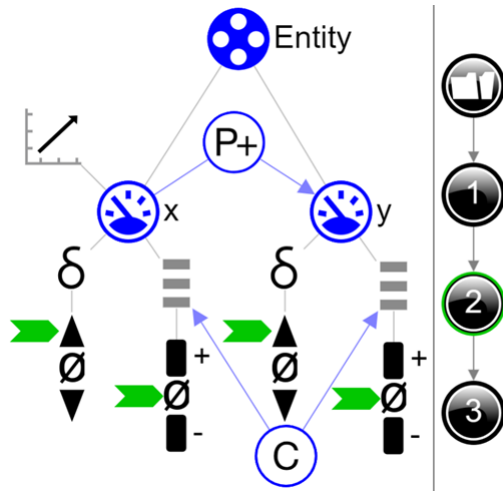 Entity
P+
1
x
y
δ
δ
2
+
+
Ø
Ø
Ø
Ø
3
-
-
C